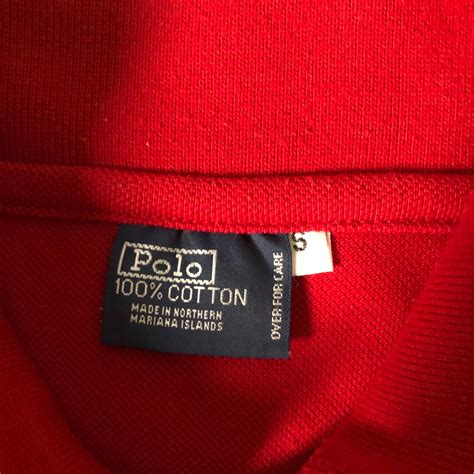 Polo
100% COTTON
MADE IN NORTHERN
MARIANA ISLANDS
OVER FOR CARE
S